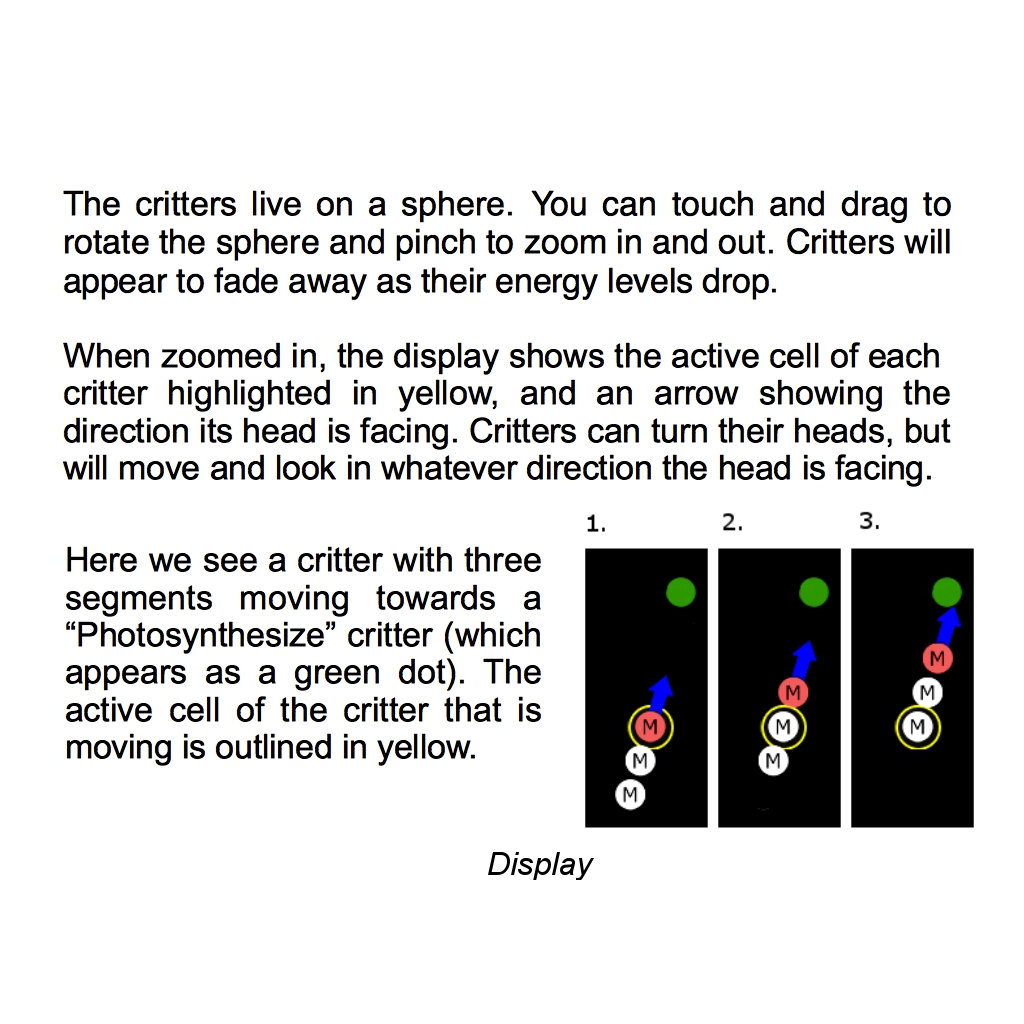 The critters live on a sphere. You can touch and drag to
rotate the sphere and pinch to zoom in and out. Critters will
appear to fade away as their energy levels drop.
When zoomed in, the display shows the active cell of each
critter highlighted in yellow, and an arrow showing the
direction its head is facing. Critters can turn their heads, but
will move and look in whatever direction the head is facing.
Here we see a critter with three
segments moving towards a
“Photosynthesize” critter (which
appears as a green dot). The
active cell of the critter that is
moving is outlined in yellow.
1.
M
M
M
2.
M
M
M
3.
M
M
M
Display